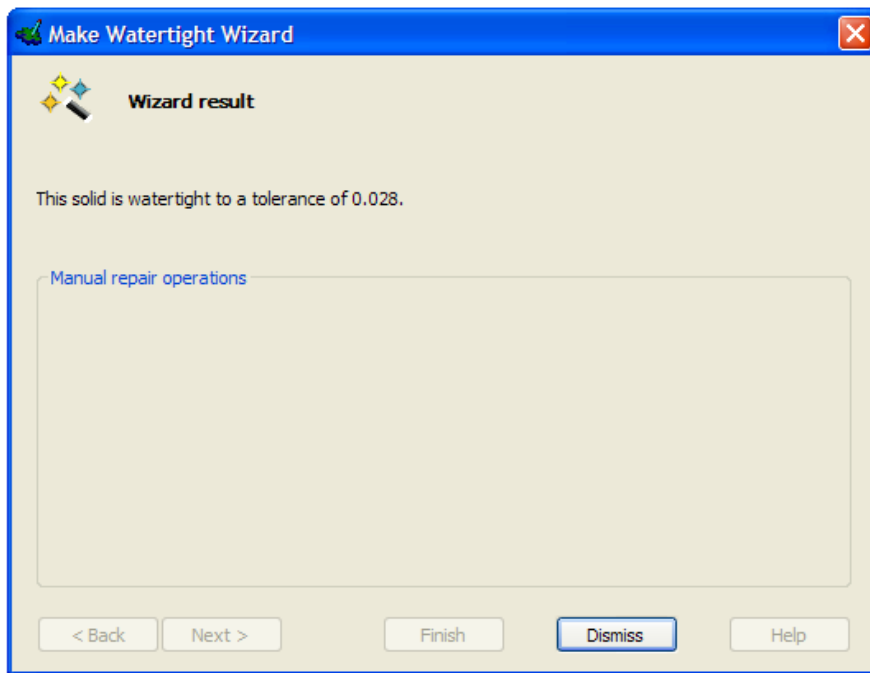 Make Watertight Wizard
Wizard result
This solid is watertight to a tolerance of 0.028.
Manual repair operations
< Back Next > Finish Dismiss Help